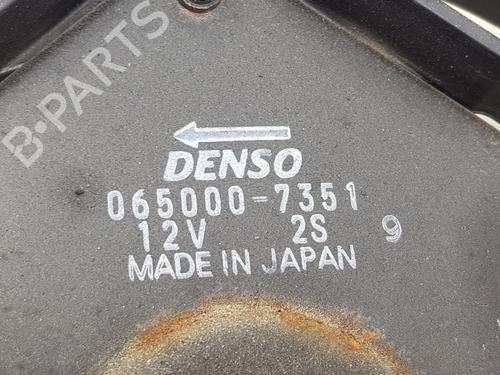 B-PARTS
DENSO
065000-7351
12V 2S 9
MADE IN JAPAN